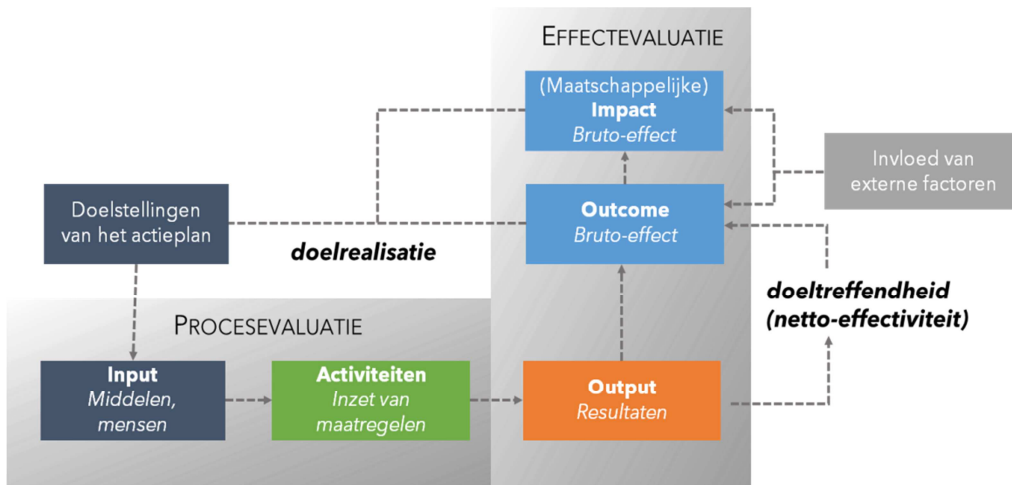 EFFECTEVALUATIE
(Maatschappelijke)
Impact
Bruto-effect
Invloed van
externe factoren
Doelstellingen
van het actieplan
Outcome
Bruto-effect
doelrealisatie
doeltreffendheid
(netto-effectiviteit)
PROCESEVALUATIE
Input
Middelen,
mensen
Activiteiten
Inzet van
maatregelen
Output
Resultaten